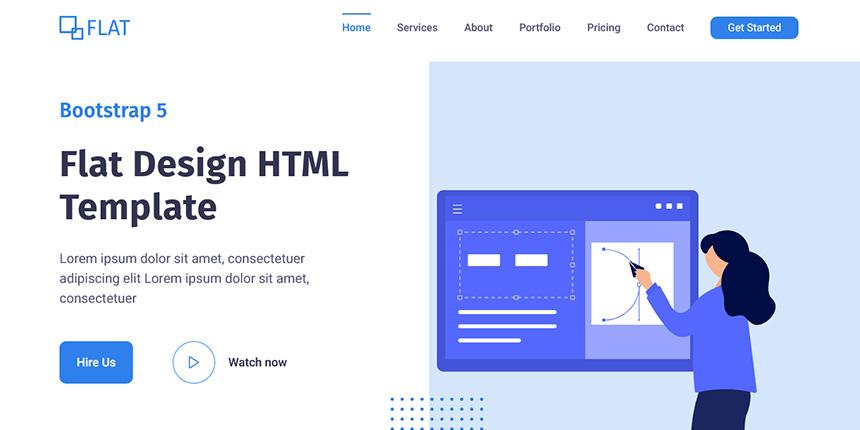 FLAT
Home Services About Portfolio Pricing Contact Get Started
Bootstrap 5
Flat Design HTML
Template
Lorem ipsum dolor sit amet, consectetuer
adipiscing elit Lorem ipsum dolor sit amet,
consectetuer
Hire Us Watch now